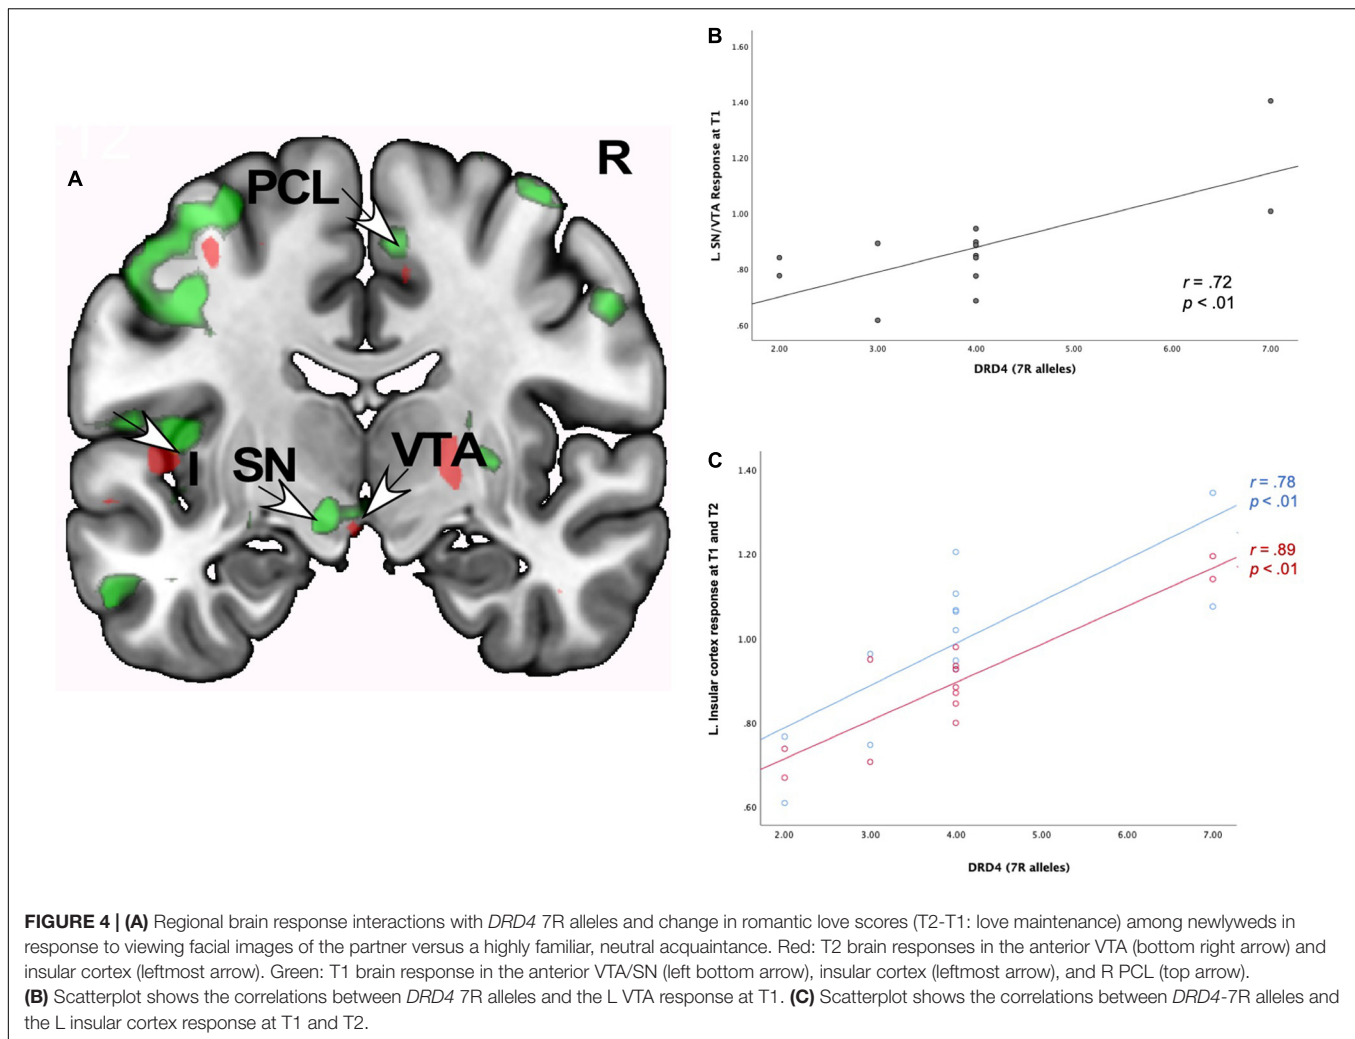 T2
A
PCL
R
I
SN
VTA
B
L. SN/VTA Response at T1
1.60
1.40
1.20
1.00
.80
.60
2.00 3.00 4.00 5.00 6.00 7.00
DRD4 (7R alleles)
r = .72
p < .01
C
L. Insular cortex response at T1 and T2
1.40
1.20
1.00
.80
.60
2.00 3.00 4.00 5.00 6.00 7.00
DRD4 (7R alleles)
r = .78
p < .01
r = .89
p < .01
FIGURE 4 | (A) Regional brain response interactions with DRD4 7R alleles and change in romantic love scores (T2-T1: love maintenance) among newlyweds in
response to viewing facial images of the partner versus a highly familiar, neutral acquaintance. Red: T2 brain responses in the anterior VTA (bottom right arrow) and
insular cortex (leftmost arrow). Green: T1 brain response in the anterior VTA/SN (left bottom arrow), insular cortex (leftmost arrow), and R PCL (top arrow).
(B) Scatterplot shows the correlations between DRD4 7R alleles and the L VTA response at T1. (C) Scatterplot shows the correlations between DRD4-7R alleles and
the L insular cortex response at T1 and T2.